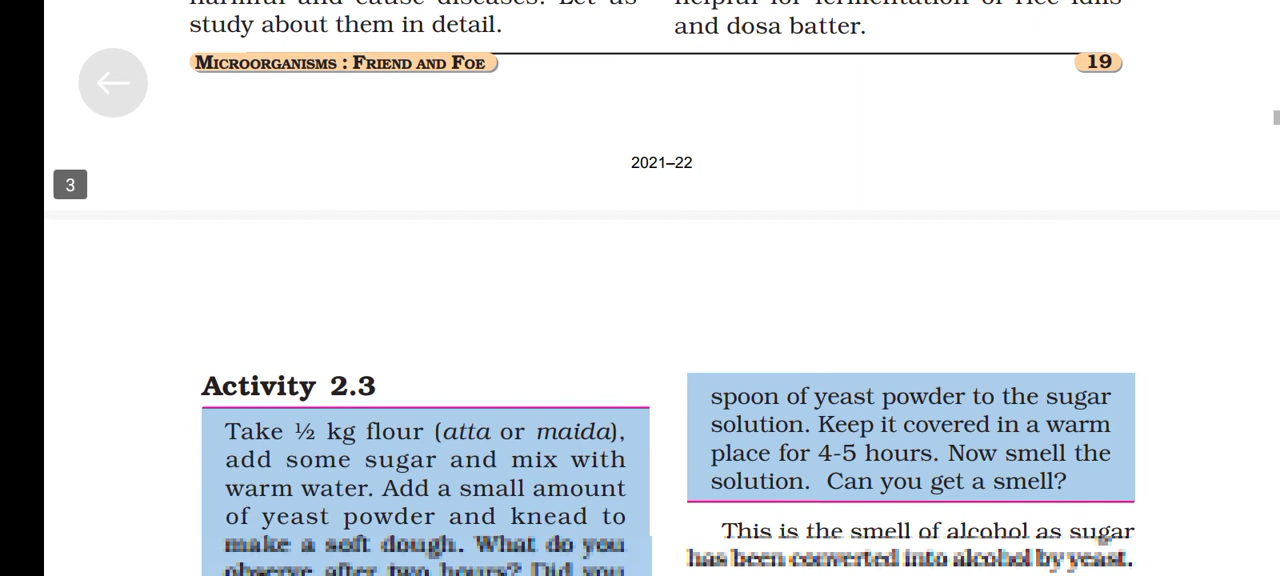 harmful and cause diseases. Let us
study about them in detail.
helpful for fermentation of rice idlis
and dosa batter.
MICROORGANISMS : FRIEND AND FOE
19
2021–22
3
Activity 2.3
Take ½ kg flour (atta or maida),
add some sugar and mix with
warm water. Add a small amount
of yeast powder and knead to
make a soft dough. What do you
observe after two hours? Did you
spoon of yeast powder to the sugar
solution. Keep it covered in a warm
place for 4-5 hours. Now smell the
solution. Can you get a smell?
This is the smell of alcohol as sugar
has been converted into alcohol by yeast.